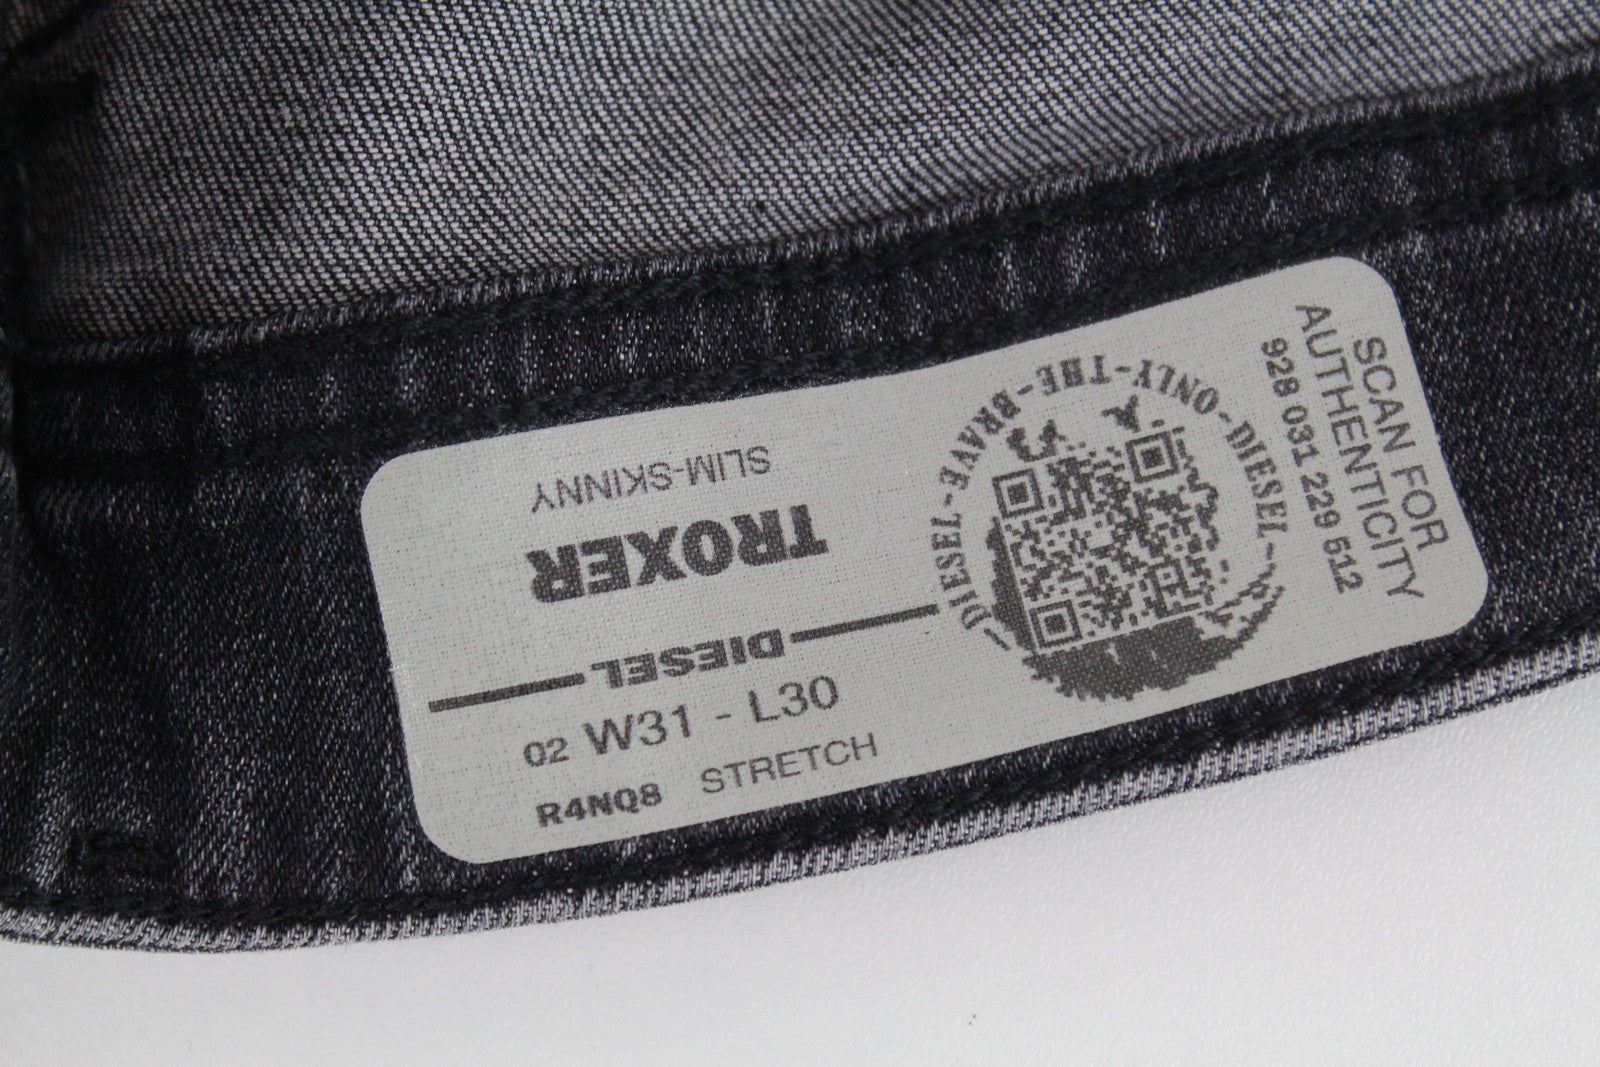 SLIM-SKINNY
TROXER
DIESEL
02 W31 - L30
R4NQ8 STRETCH
DIESEL-BRAVE-THE-ONLY-DIESEL
SCAN FOR
AUTHENTICITY
928 031 229 612